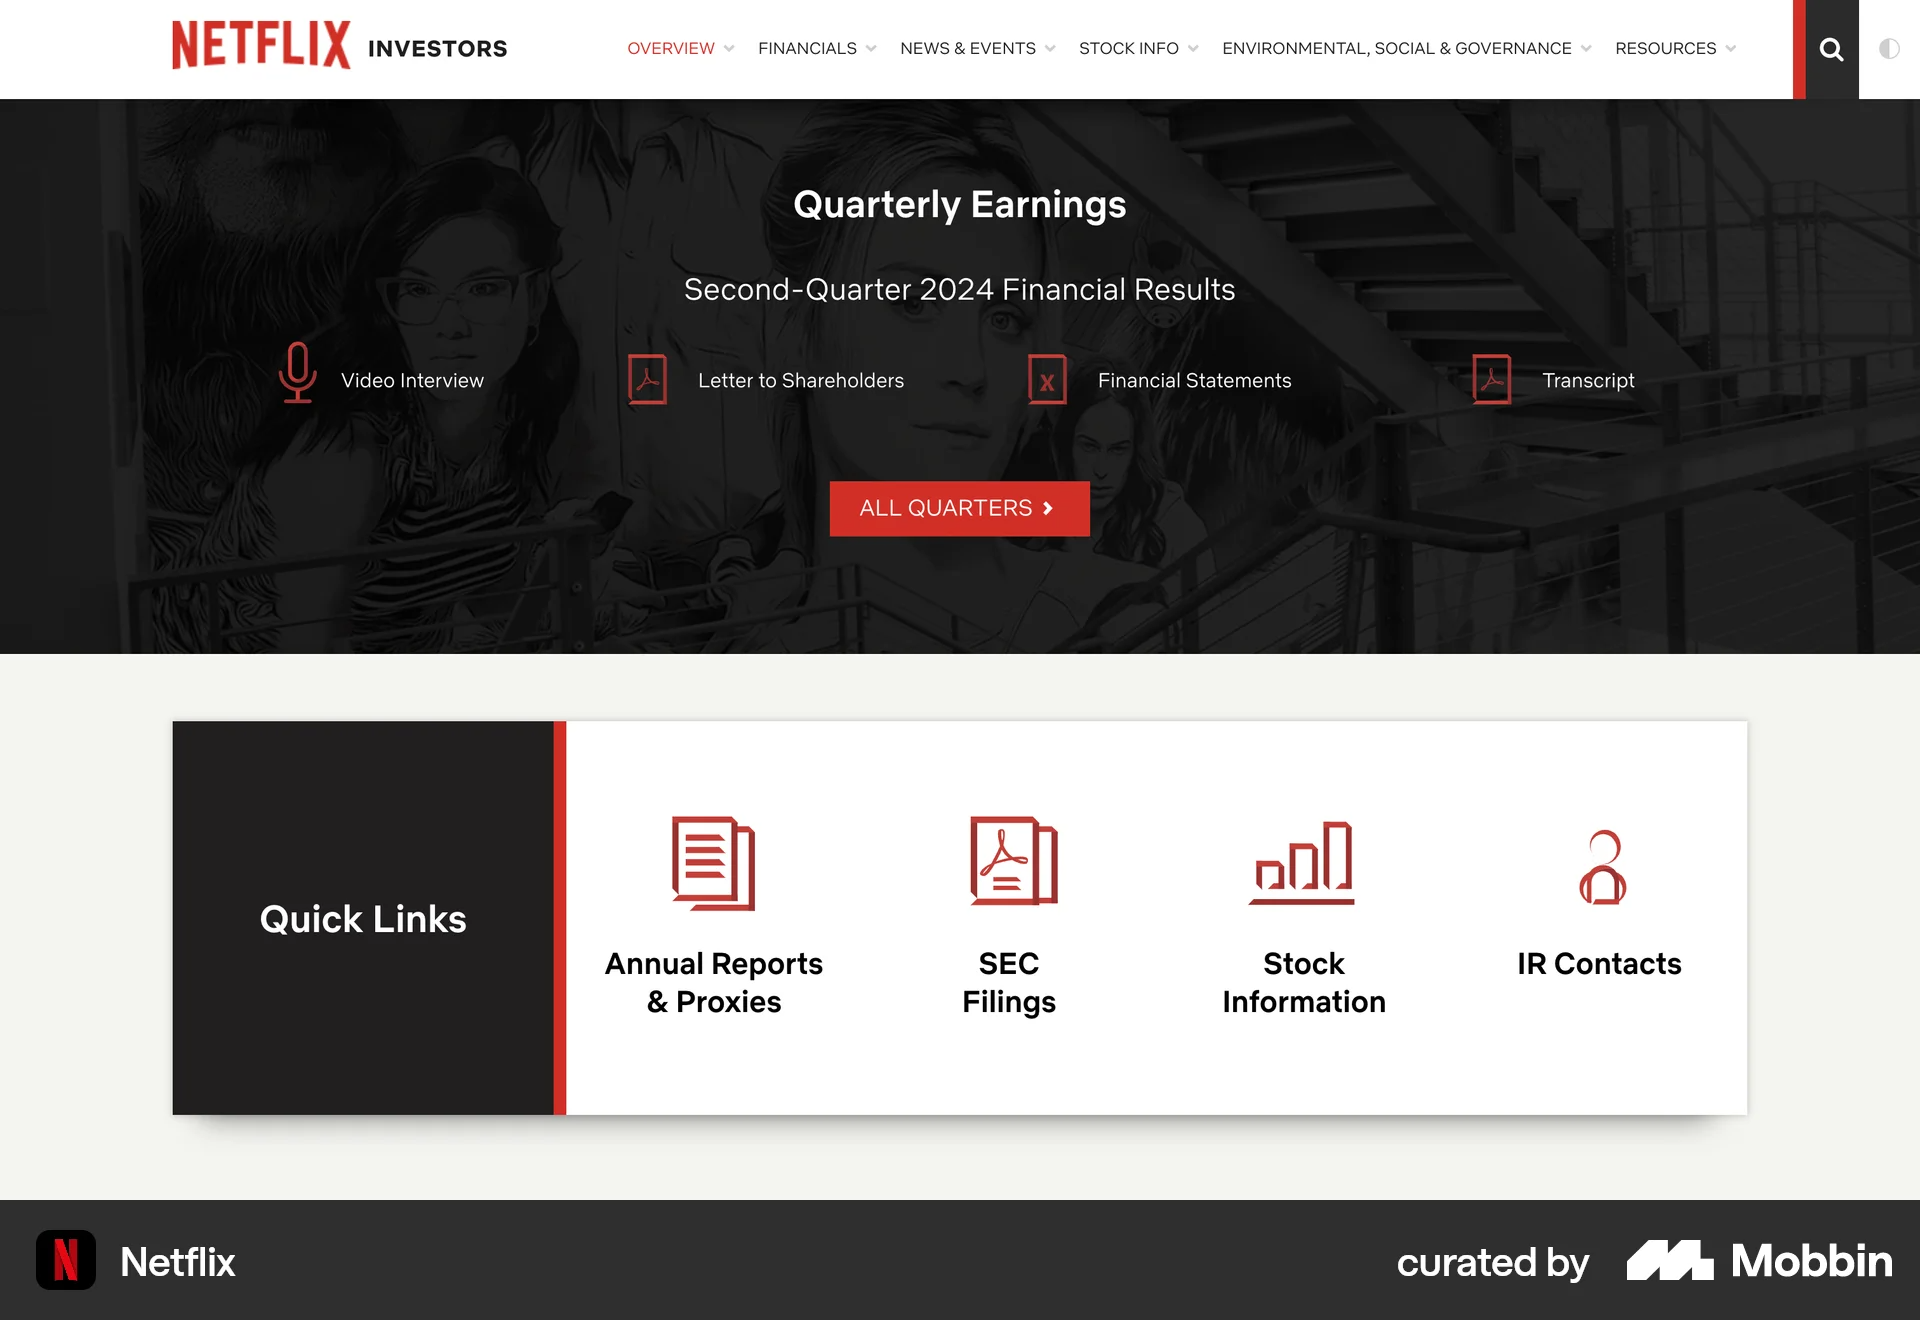 NETFLIX INVESTORS
OVERVIEW FINANCIALS NEWS & EVENTS STOCK INFO ENVIRONMENTAL, SOCIAL & GOVERNANCE RESOURCES
Quarterly Earnings
Second-Quarter 2024 Financial Results
Video Interview
Letter to Shareholders
X
Financial Statements
Transcript
ALL QUARTERS
Quick Links
Annual Reports
& Proxies
SEC
Filings
Stock
Information
IR Contacts
N
Netflix
curated by Mobbin